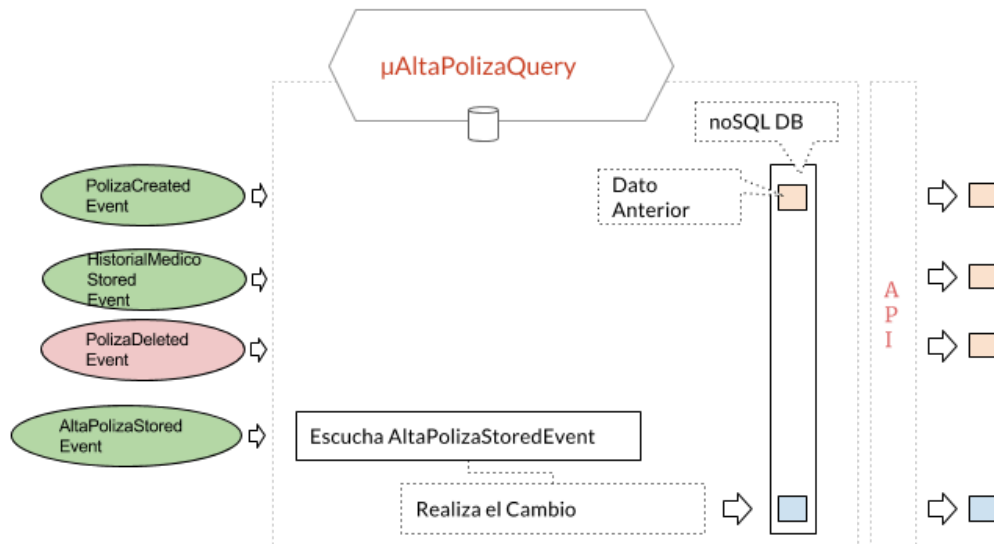 µAltaPolizaQuery
noSQL DB
PolizaCreated
Event
Dato
Anterior
HistorialMedico
Stored
Event
A
P
I
PolizaDeleted
Event
AltaPolizaStored
Event
Escucha AltaPolizaStoredEvent
Realiza el Cambio